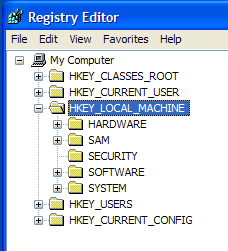 Registry Editor
File Edit View Favorites Help
My Computer
HKEY_CLASSES_ROOT
HKEY_CURRENT_USER
HKEY_LOCAL_MACHINE
HARDWARE
SAM
SECURITY
SOFTWARE
SYSTEM
HKEY_USERS
HKEY_CURRENT_CONFIG